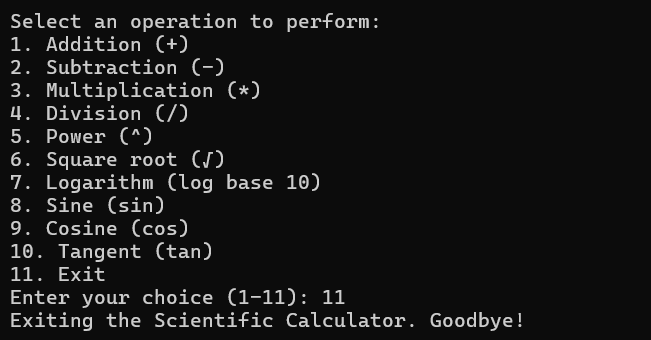 Select an operation to perform:
1. Addition (+)
2. Subtraction (-)
3. Multiplication (*)
4. Division (/)
5. Power (^)
6. Square root (√)
7. Logarithm (log base 10)
8. Sine (sin)
9. Cosine (cos)
10. Tangent (tan)
11. Exit
Enter your choice (1-11): 11
Exiting the Scientific Calculator. Goodbye!